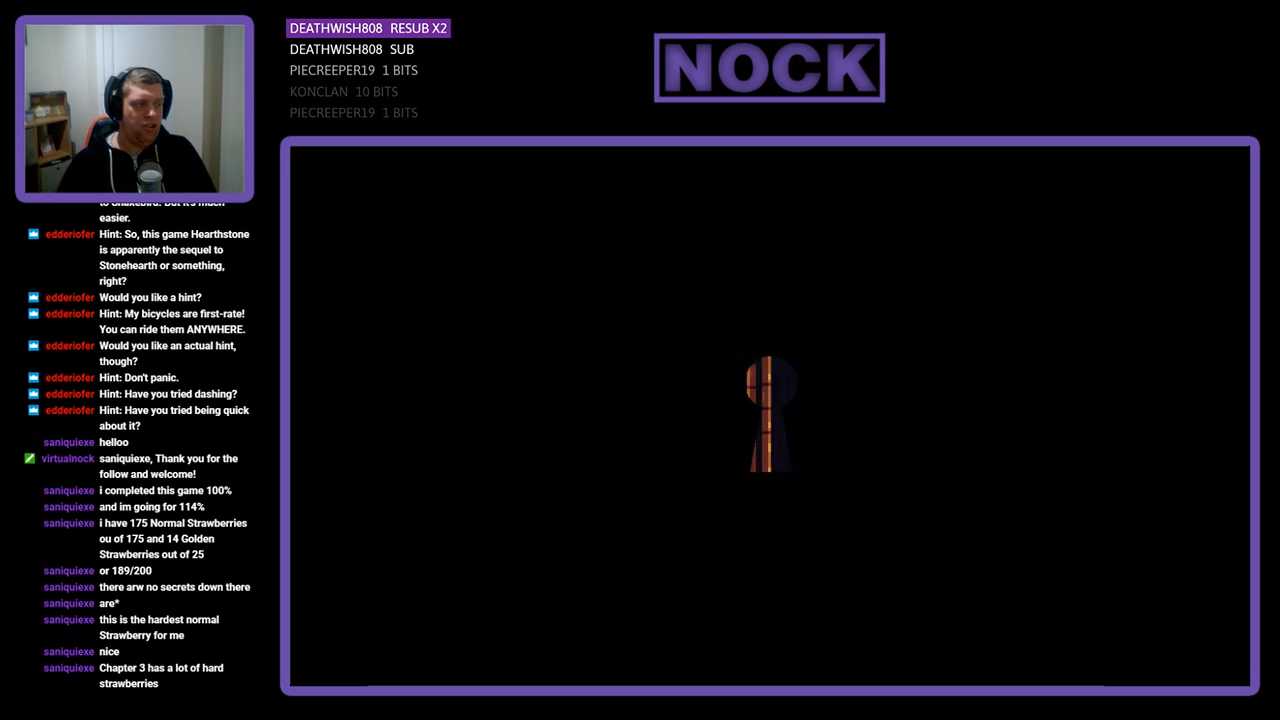 DEATHWISH808 RESUB X2
DEATHWISH808 SUB
PIECREEPER19 1 BITS
KONCLAN 10 BITS
PIECREEPER19 1 BITS
NOCK
easier.
edderiofer Hint: So, this game Hearthstone
is apparently the sequel to
Stonehearth or something,
right?
edderiofer Would you like a hint?
edderiofer Hint: My bicycles are first-rate!
You can ride them ANYWHERE.
edderiofer Would you like an actual hint,
though?
edderiofer Hint: Don't panic.
edderiofer Hint: Have you tried dashing?
edderiofer Hint: Have you tried being quick
about it?
saniquiexe helloo
virtualnock saniquiexe, Thank you for the
follow and welcome!
saniquiexe i completed this game 100%
saniquiexe and im going for 114%
saniquiexe i have 175 Normal Strawberries
ou of 175 and 14 Golden
Strawberries out of 25
saniquiexe or 189/200
saniquiexe there arw no secrets down there
saniquiexe are*
saniquiexe this is the hardest normal
Strawberry for me
saniquiexe nice
saniquiexe Chapter 3 has a lot of hard
strawberries